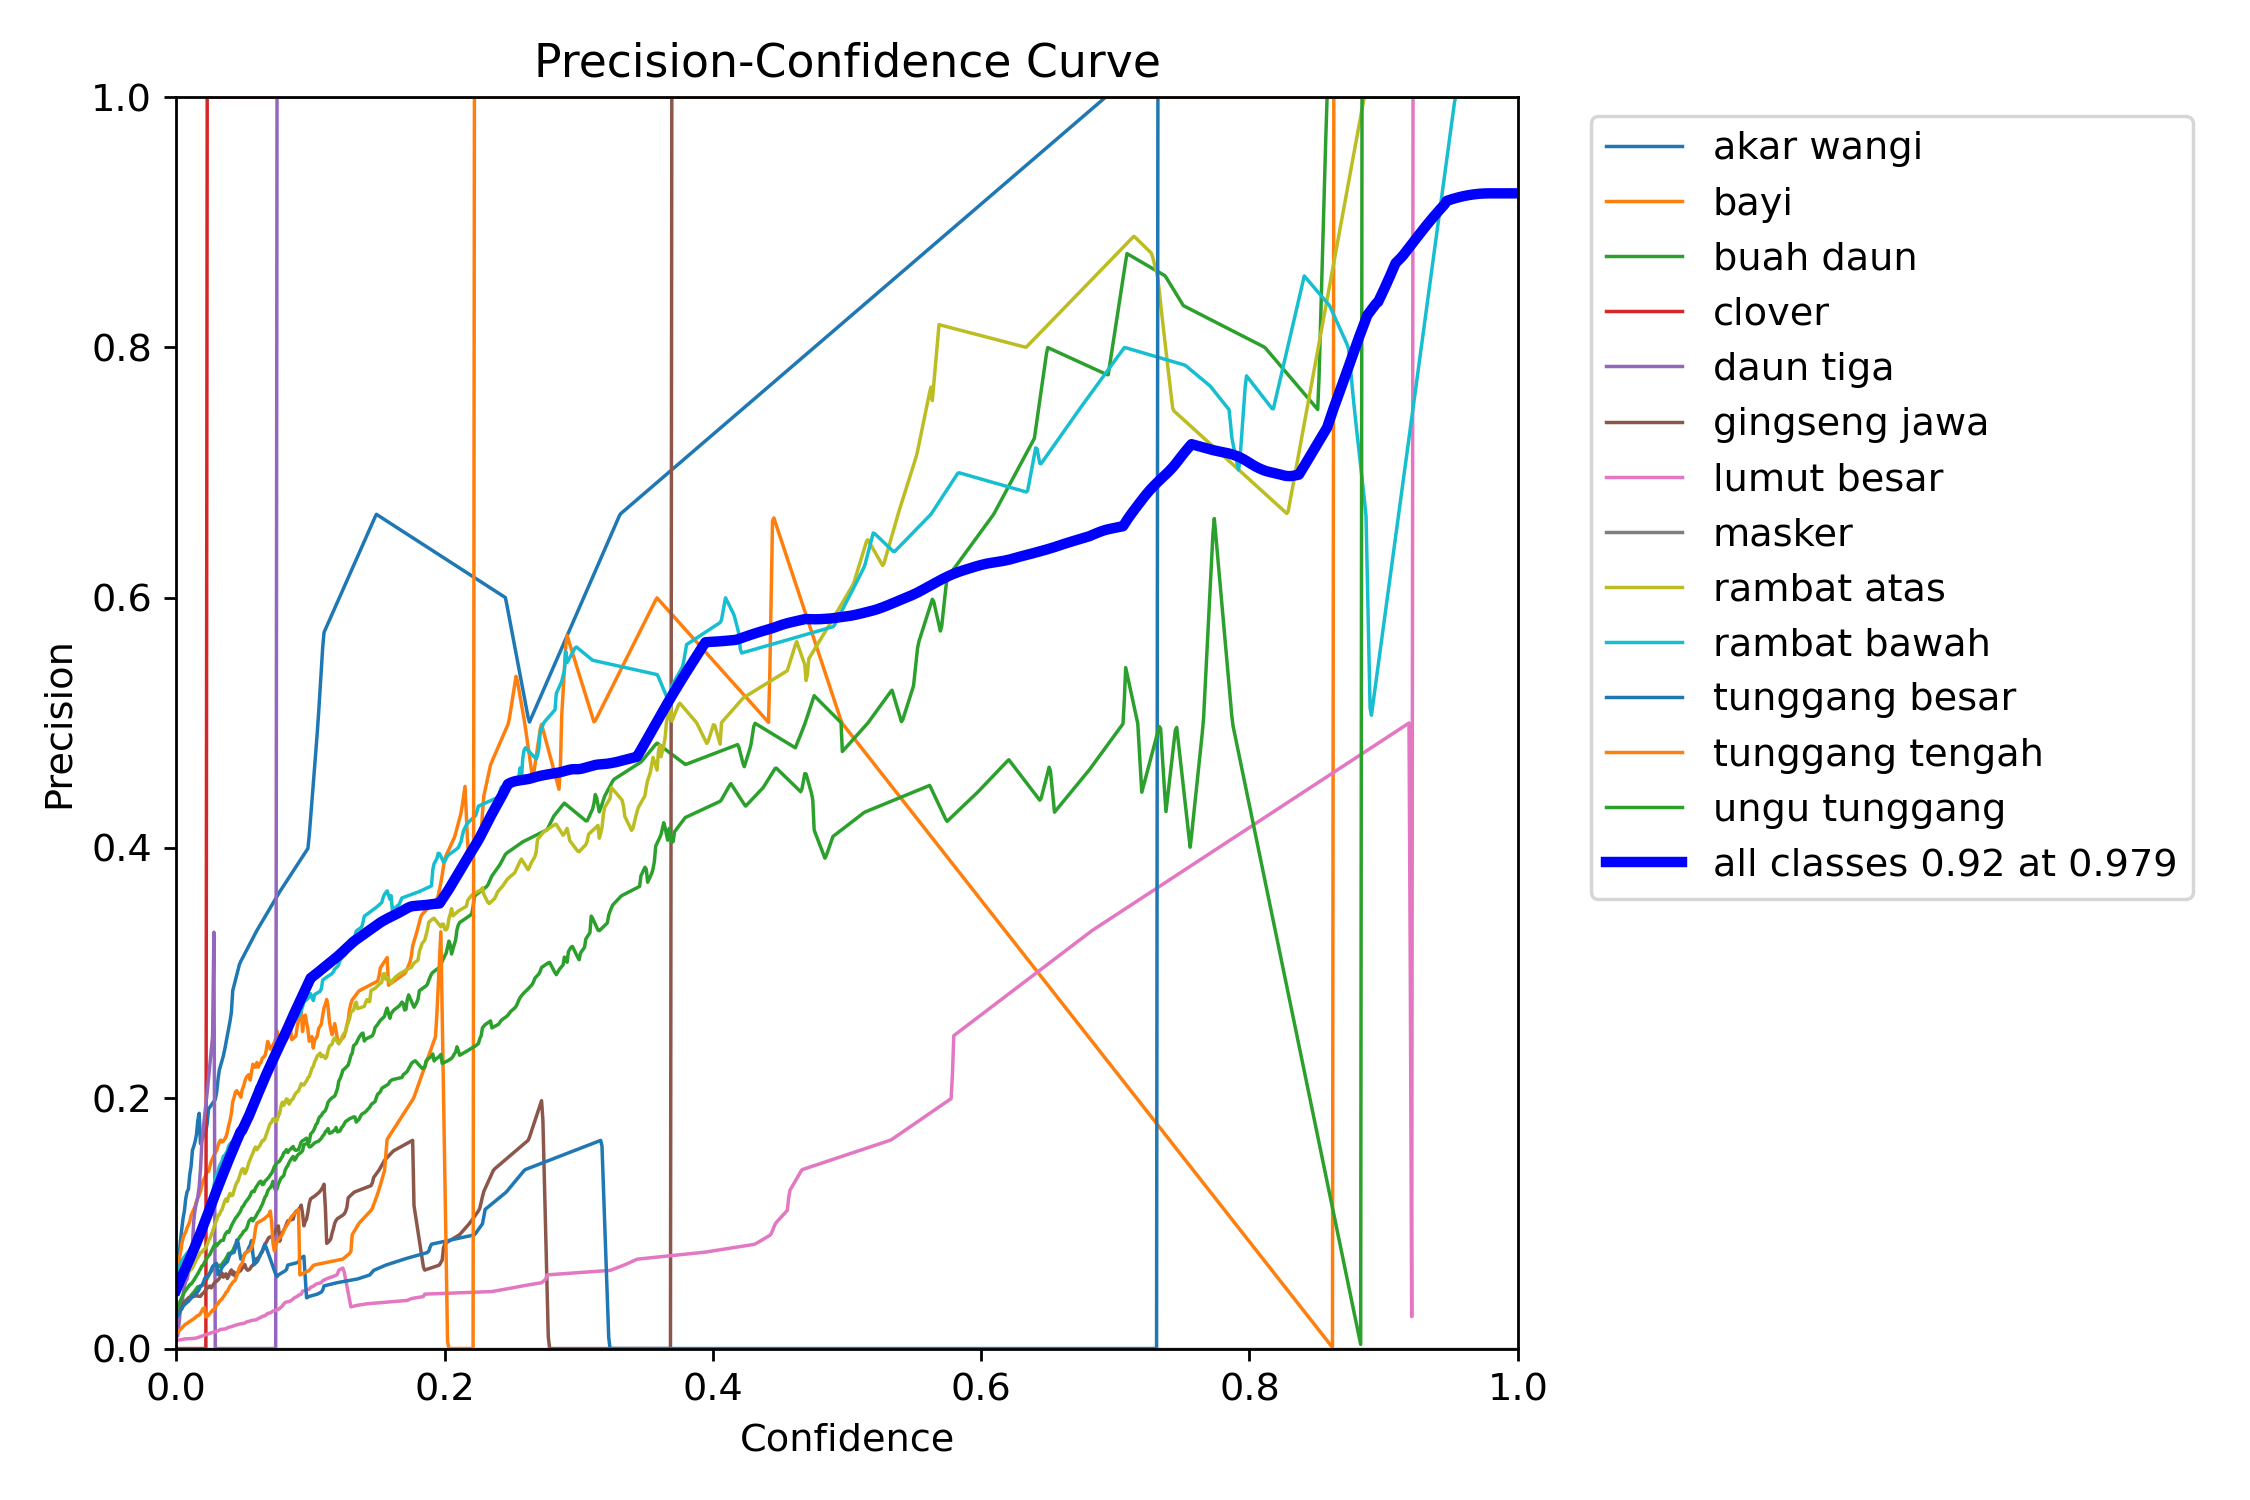 Precision-Confidence Curve
1.0
0.8
0.6
0.4
0.2
0.0
Precision
0.0 0.2 0.4 0.6 0.8 1.0
Confidence
akar wangi
bayi
buah daun
clover
daun tiga
gingseng jawa
lumut besar
masker
rambat atas
rambat bawah
tunggang besar
tunggang tengah
ungu tunggang
all classes 0.92 at 0.979